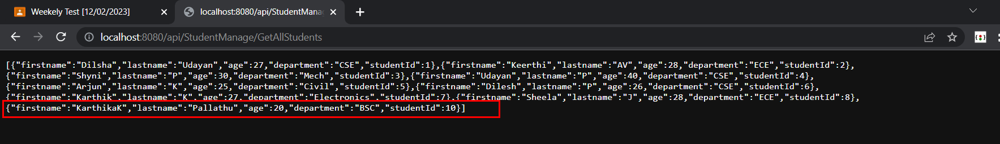 Weekely Test [12/02/2023]
localhost:8080/api/StudentMana
localhost:8080/api/StudentManage/GetAllStudents
[{"firstname":"Dilsha","lastname":"Udayan","age":27,"department":"CSE","studentId":1},{"firstname":"Keerthi","lastname":"AV","age":28,"department":"ECE","studentId":2},
{"firstname":"Shyni","lastname":"P","age":30,"department":"Mech","studentId":3},{"firstname":"Udayan","lastname":"P","age":40,"department":"CSE","studentId":4},
{"firstname":"Arjun","lastname":"K","age":25,"department":"Civil","studentId":5},{"firstname":"Dilesh","lastname":"P","age":26,"department":"CSE","studentId":6},
{"firstname":"Karthik","lastname":"K","age":27,"department":"Electronics","studentId":7},{"firstname":"Sheela","lastname":"J","age":28,"department":"ECE","studentId":8},
{"firstname":"KarthikaK","lastname":"Pallathu","age":20,"department":"BSC","studentId":10}]